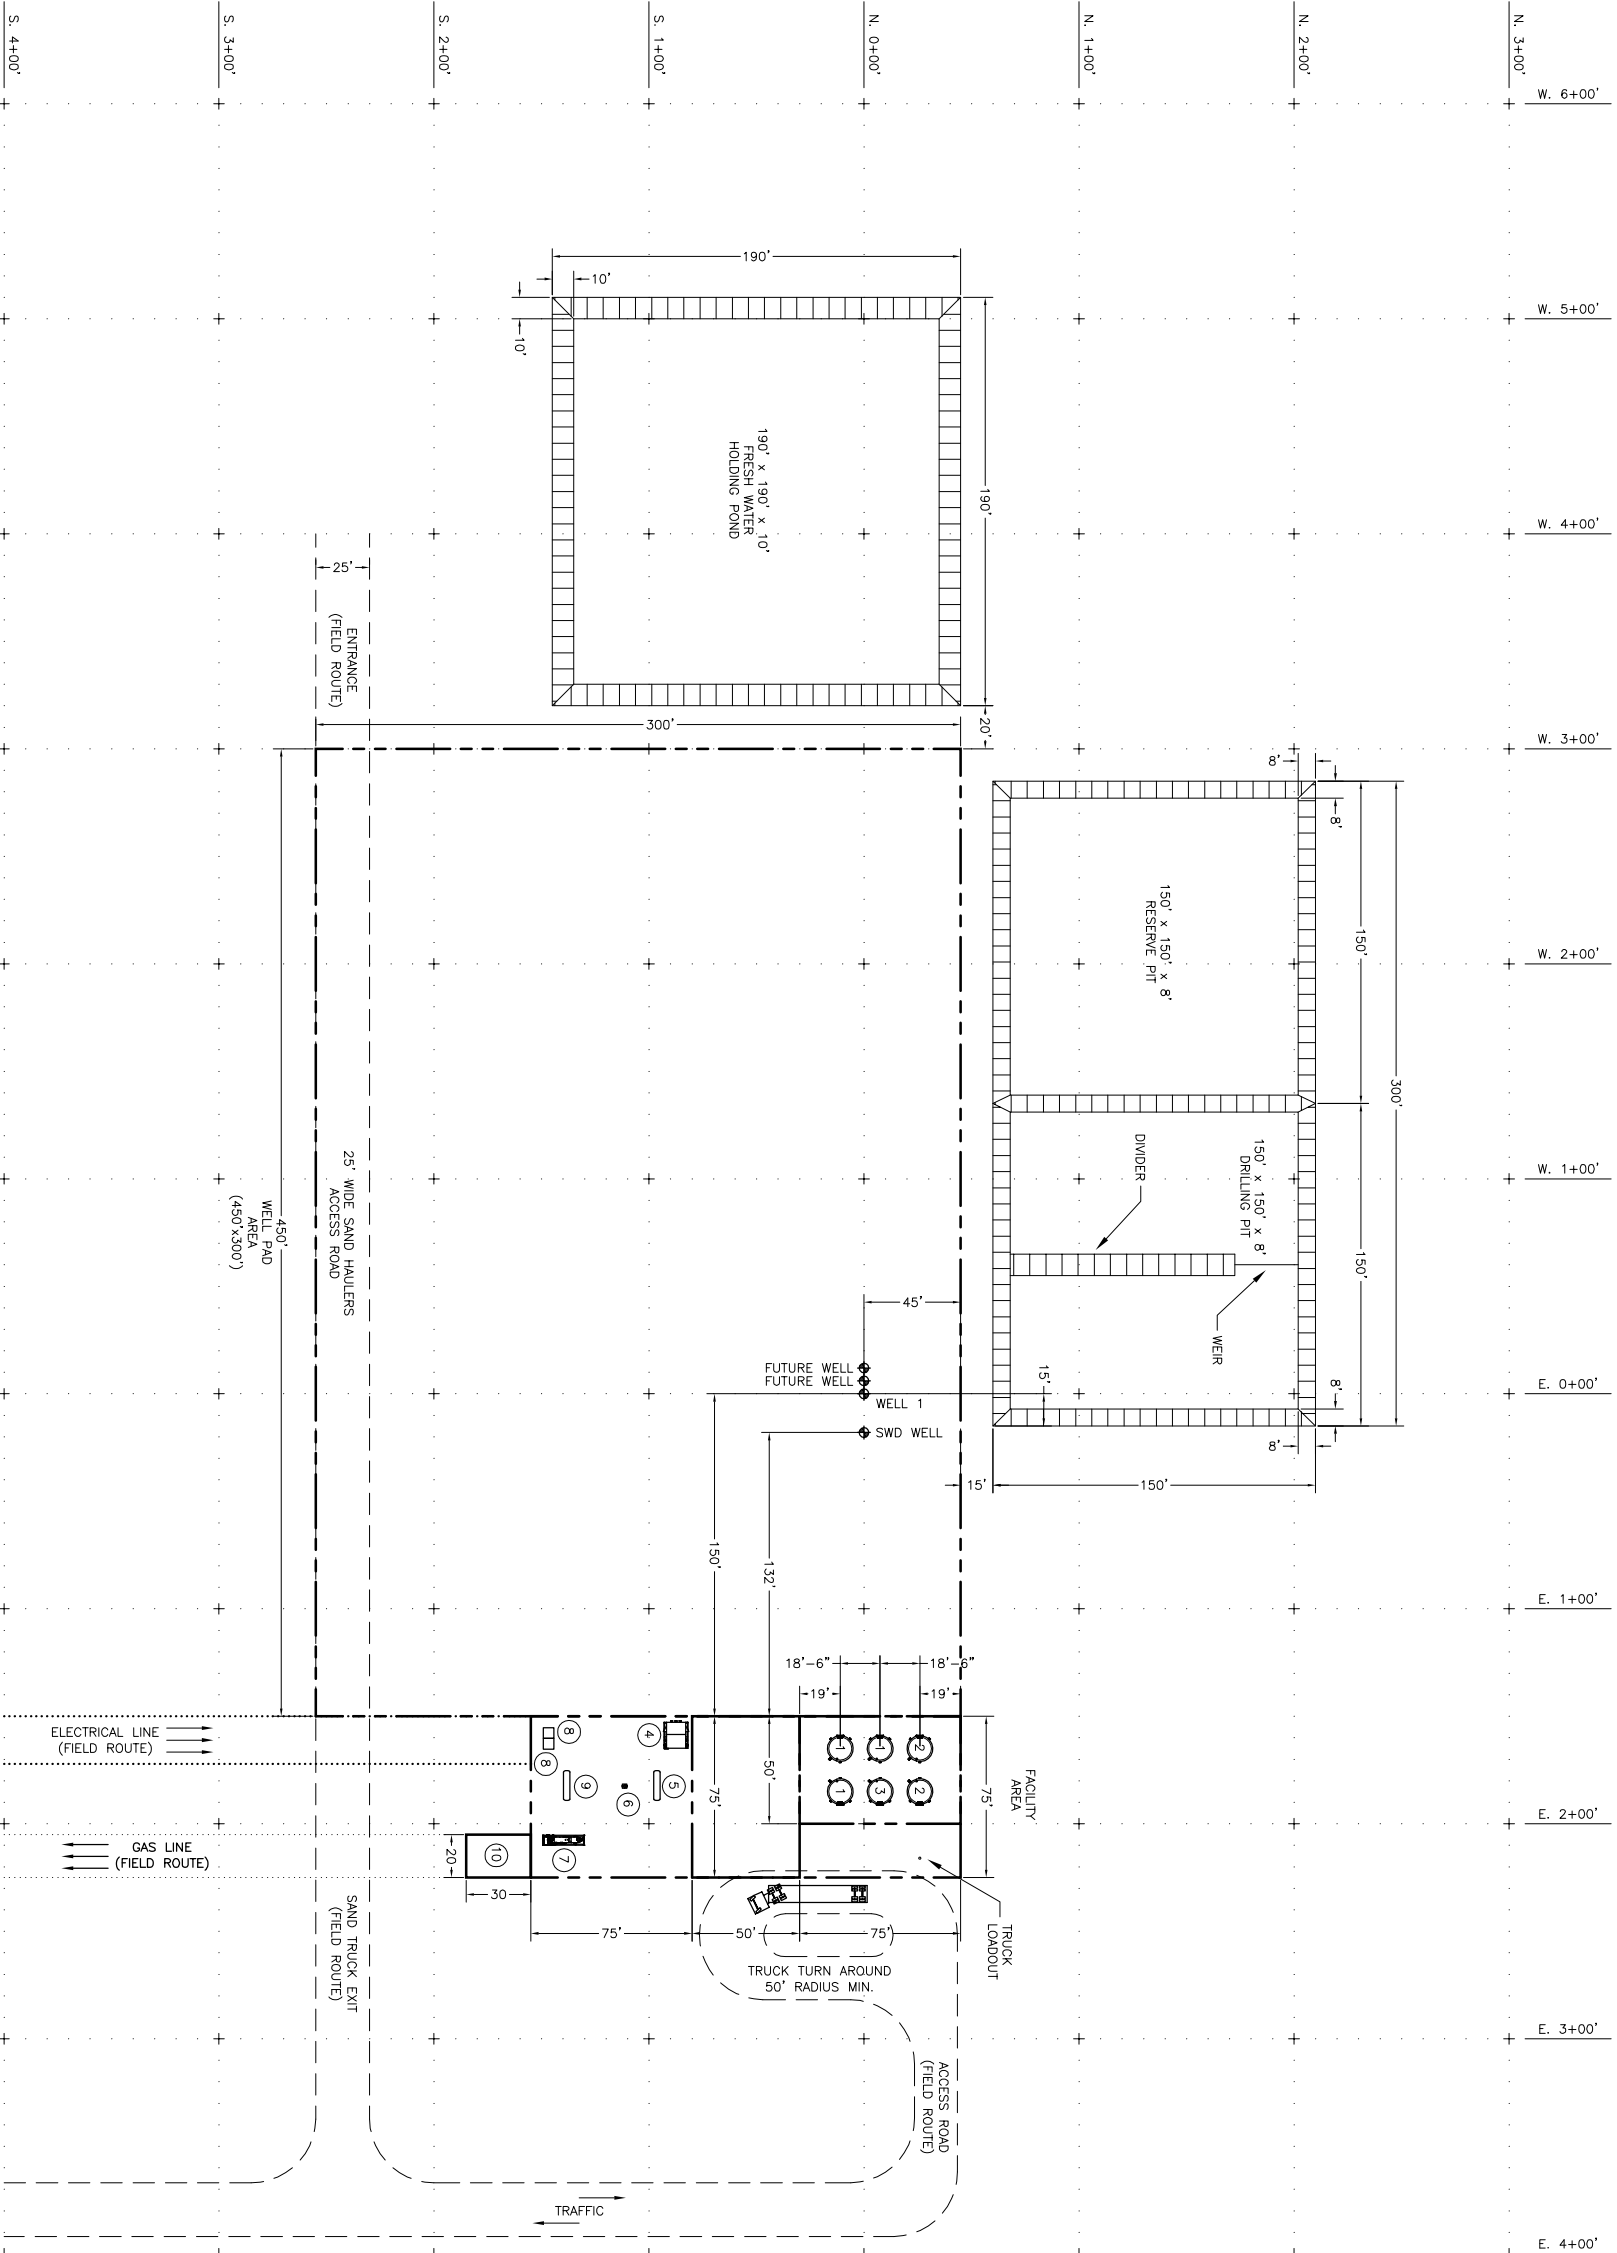 S. 4+00'
S. 3+00'
S. 2+00'
S. 1+00'
N. 0+00'
N. 1+00'
N. 2+00'
N. 3+00'
W. 6+00'
W. 5+00'
W. 4+00'
W. 3+00'
W. 2+00'
W. 1+00'
E. 0+00'
E. 1+00'
E. 2+00'
E. 3+00'
E. 4+00'
190'
10'
10'
190'
190' x 190' x 10'
FRESH WATER
HOLDING POND
20'
25'
ENTRANCE
(FIELD ROUTE)
300'
8'
8'
150'
300'
150' x 150' x 8'
RESERVE PIT
150' x 150' x 8'
DRILLING PIT
DIVIDER
WEIR
150'
15'
8'
8'
15'
150'
25' WIDE SAND HAULERS
ACCESS ROAD
450'
WELL PAD
AREA
(450'x300')
45'
FUTURE WELL
FUTURE WELL
WELL 1
SWD WELL
150'
132'
18'-6"
18'-6"
19'
19'
1
1
2
1
3
2
FACILITY
AREA
75'
50'
75'
ELECTRICAL LINE
(FIELD ROUTE)
8
8
4
9
5
6
7
10
GAS LINE
(FIELD ROUTE)
20
30
75'
50'
75'
TRUCK
LOADOUT
TRUCK TURN AROUND
50' RADIUS MIN.
SAND TRUCK EXIT
(FIELD ROUTE)
ACCESS ROAD
(FIELD ROUTE)
TRAFFIC